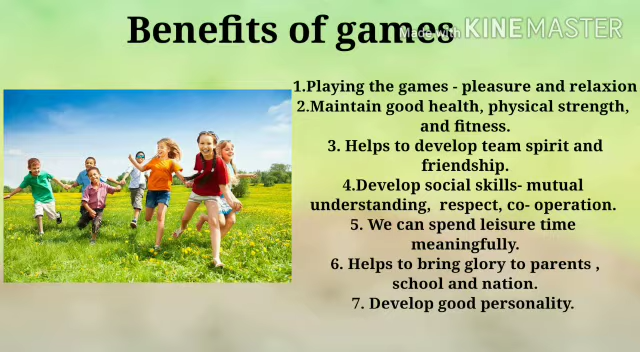 Benefits of games
Made with KINEMASTER
1.Playing the games - pleasure and relaxion
2.Maintain good health, physical strength,
and fitness.
3. Helps to develop team spirit and
friendship.
4.Develop social skills- mutual
understanding, respect, co- operation.
5. We can spend leisure time
meaningfully.
6. Helps to bring glory to parents ,
school and nation.
7. Develop good personality.